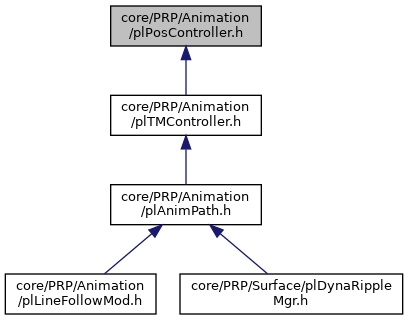 core/PRP/Animation
/plPosController.h
core/PRP/Animation
/plTMController.h
core/PRP/Animation
/plAnimPath.h
core/PRP/Animation
/plLineFollowMod.h
core/PRP/Surface/plDynaRipple
Mgr.h